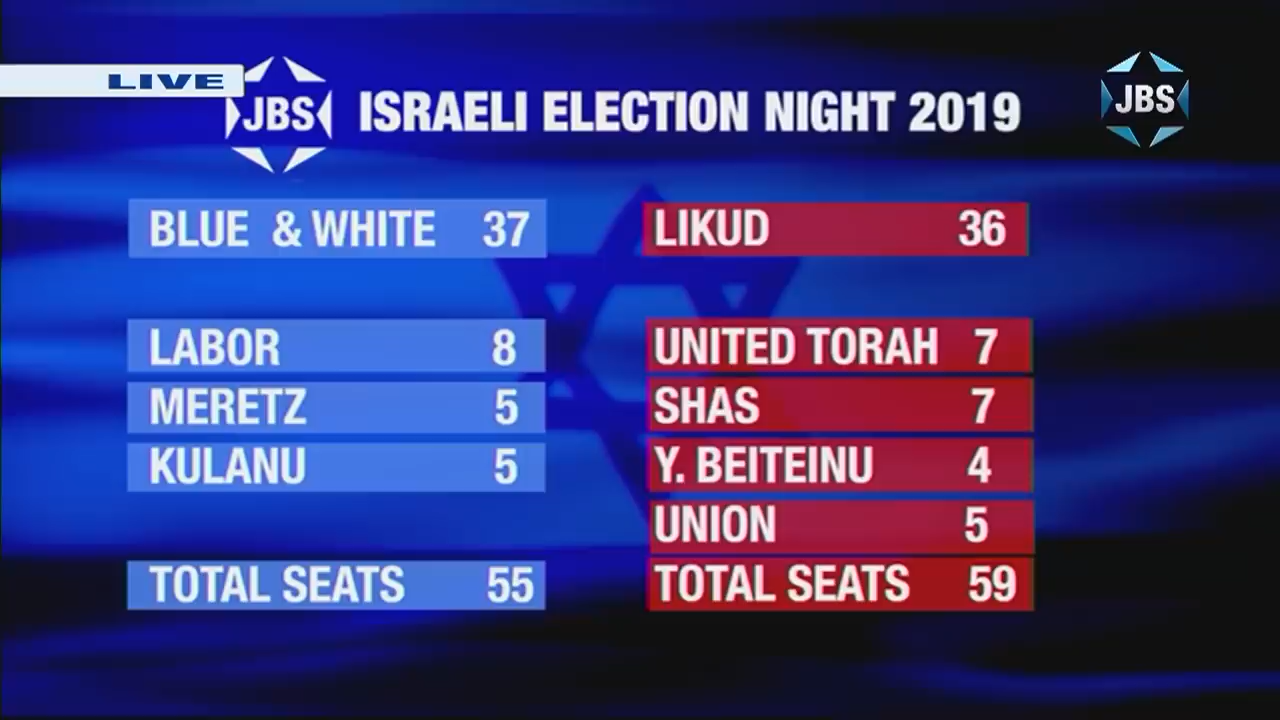 LIVE
JBS ISRAELI ELECTION NIGHT 2019
JBS
BLUE & WHITE 37
LABOR 8
MERETZ 5
KULANU 5
TOTAL SEATS 55
LIKUD 36
UNITED TORAH 7
SHAS 7
Y. BEITEINU 4
UNION 5
TOTAL SEATS 59